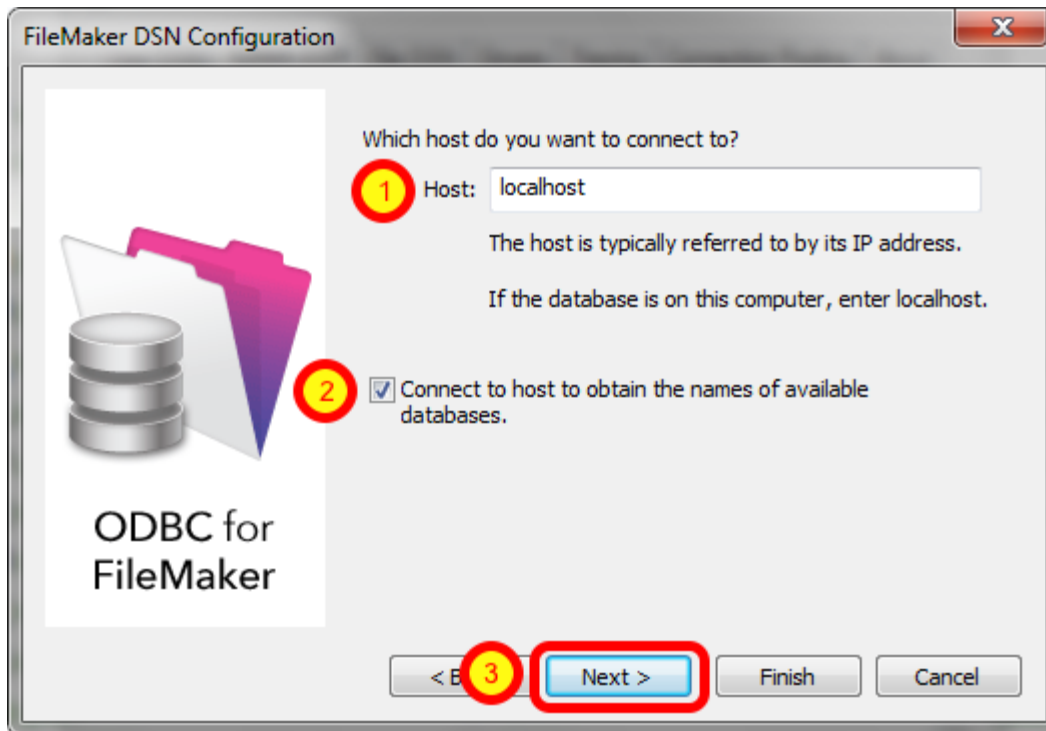 FileMaker DSN Configuration
Which host do you want to connect to?
1
Host:
localhost
The host is typically referred to by its IP address.
If the database is on this computer, enter localhost.
2
Connect to host to obtain the names of available
databases.
ODBC for
FileMaker
<
3
Next >
Finish
Cancel